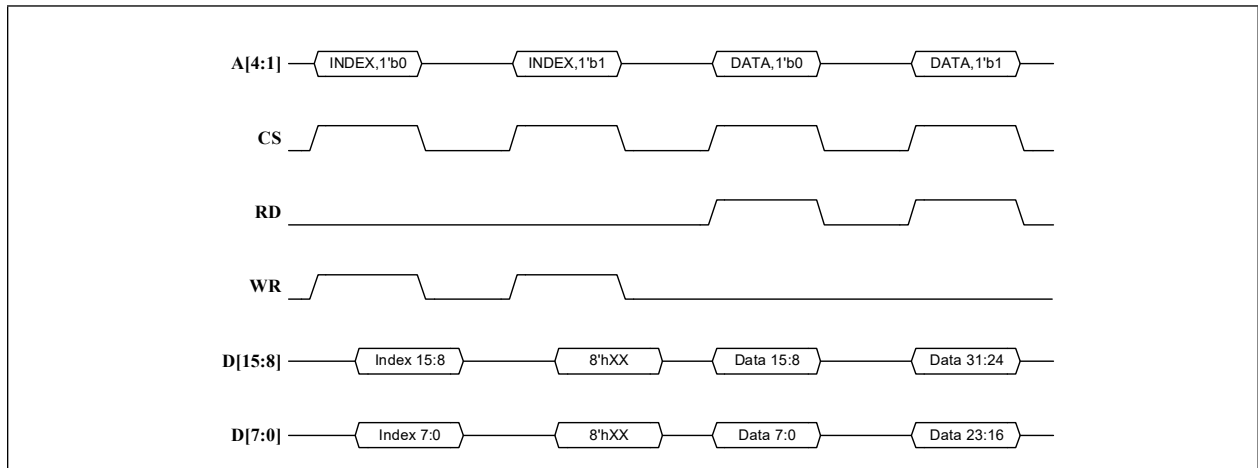 A[4:1] INDEX,1'b0 INDEX,1'b1 DATA,1'b0 DATA,1'b1
CS
RD
WR
D[15:8] Index 15:8 8'hXX Data 15:8 Data 31:24
D[7:0] Index 7:0 8'hXX Data 7:0 Data 23:16